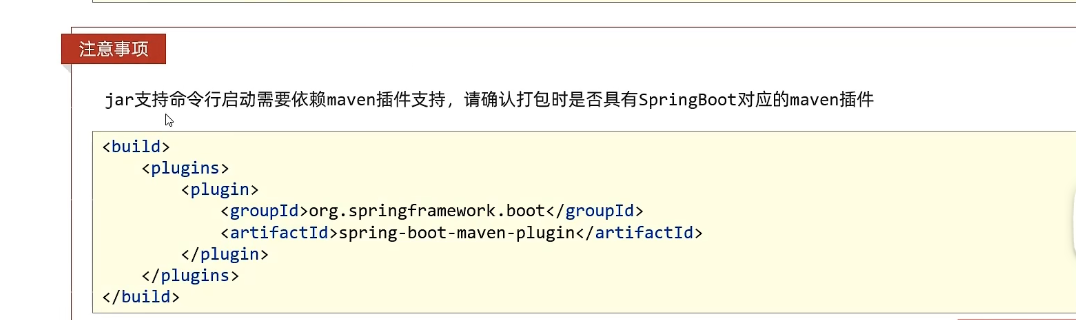 注意事项
jar支持命令行启动需要依赖maven插件支持，请确认打包时是否具有SpringBoot对应的maven插件
<build>
    <plugins>
        <plugin>
            <groupId>org.springframework.boot</groupId>
            <artifactId>spring-boot-maven-plugin</artifactId>
        </plugin>
    </plugins>
</build>